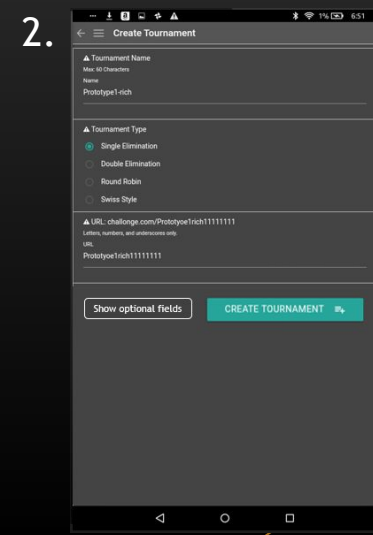 2.
1% 6:51
Create Tournament
Tournament Name
Max: 60 Characters
Name
Prototype1-rich
Tournament Type
Single Elimination
Double Elimination
Round Robin
Swiss Style
URL: challonge.com/Prototyoe1rich11111111
Letters, numbers, and underscores only.
URL
Prototype1rich11111111
Show optional fields
CREATE TOURNAMENT